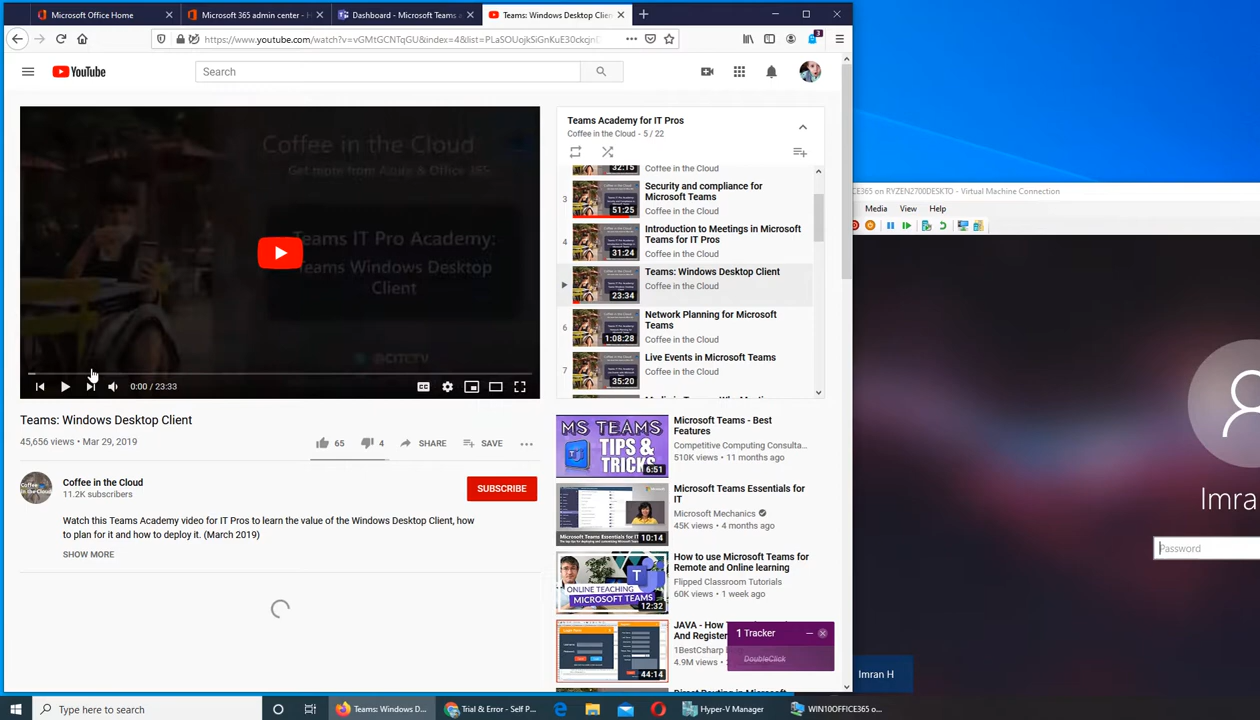 Microsoft Office Home
Microsoft 365 admin center - H
Dashboard - Microsoft Teams a
Teams: Windows Desktop Clien
https://www.youtube.com/watch?v=vGMtGCNTqGU&index=4&list=PLaSOUojkSiGnKuE30ckqjnD
3
YouTube
Search
Coffee in the Cloud
Get more from Azure & Office 365
Teams IT Pro Academy:
Teams Windows Desktop
Client
@CITCTV
0:00 / 23:33
Teams Academy for IT Pros
Coffee in the Cloud - 5 / 22
32:15
Coffee in the Cloud
3
Security and compliance for
Microsoft Teams
Coffee in the Cloud
51:25
4
Introduction to Meetings in Microsoft
Teams for IT Pros
Coffee in the Cloud
31:24
Teams: Windows Desktop Client
Coffee in the Cloud
23:34
6
Network Planning for Microsoft
Teams
Coffee in the Cloud
1:08:28
7
Live Events in Microsoft Teams
Coffee in the Cloud
35:20
Teams: Windows Desktop Client
45,656 views • Mar 29, 2019
65
4
SHARE
SAVE
Coffee in the Cloud
11.2K subscribers
SUBSCRIBE
Watch this Teams Academy video for IT Pros to learn the value of the Windows Desktop Client, how
to plan for it and how to deploy it. (March 2019)
SHOW MORE
MS TEAMS
TIPS &
TRICKS
6:51
Microsoft Teams - Best
Features
Competitive Computing Consulta...
510K views • 11 months ago
10:14
Microsoft Teams Essentials for
IT
Microsoft Mechanics
45K views • 4 months ago
ONLINE TEACHING
MICROSOFT TEAMS
12:32
How to use Microsoft Teams for
Remote and Online learning
Flipped Classroom Tutorials
60K views • 1 week ago
44:14
JAVA - How
And Register
1BestCsharp
4.9M views •
1 Tracker
DoubleClick
CE365 on RYZEN2700DESKTO - Virtual Machine Connection
Media
View
Help
Imra
Password
Imran H
Type here to search
Teams: Windows D...
Trial & Error - Self P...
Hyper-V Manager
WIN10OFFICE365 o...